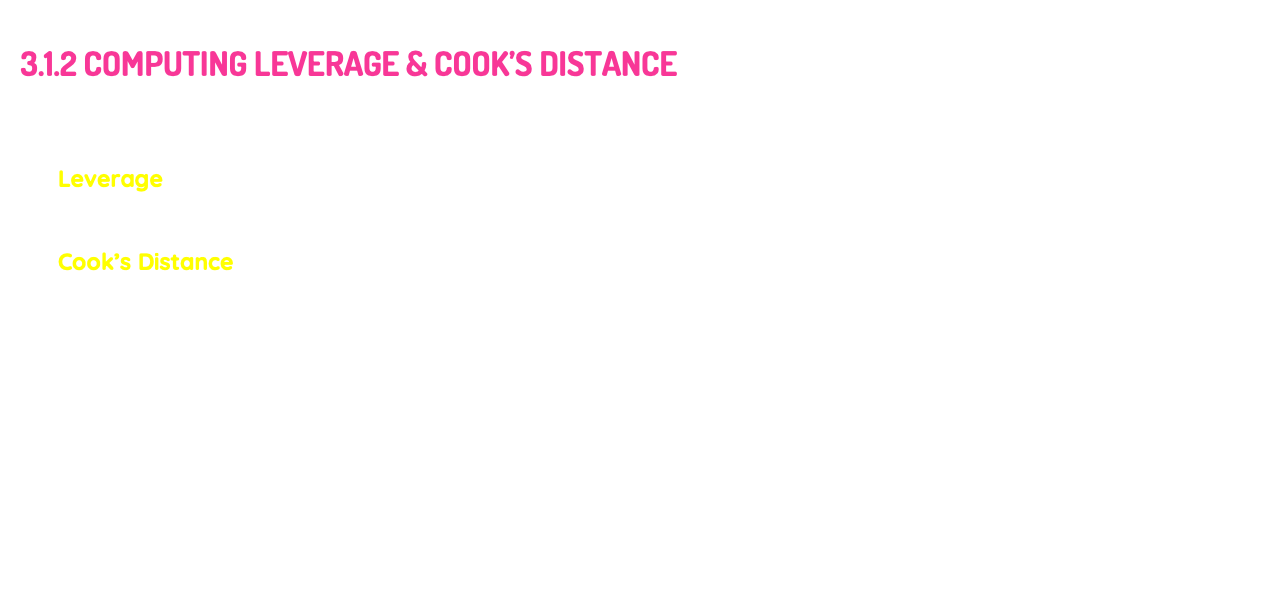 3.1.2 COMPUTING LEVERAGE & COOK’S DISTANCE
Leverage
Cook’s Distance